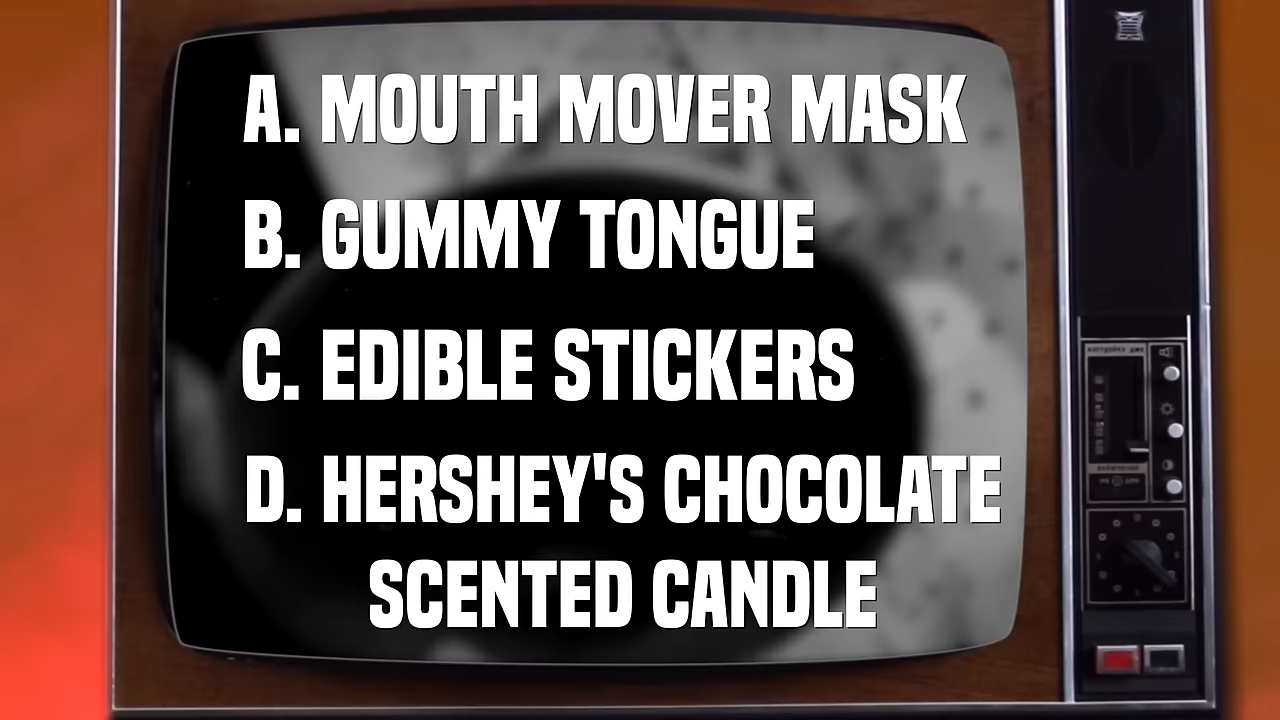 A. MOUTH MOVER MASK
B. GUMMY TONGUE
C. EDIBLE STICKERS
D. HERSHEY'S CHOCOLATE
SCENTED CANDLE